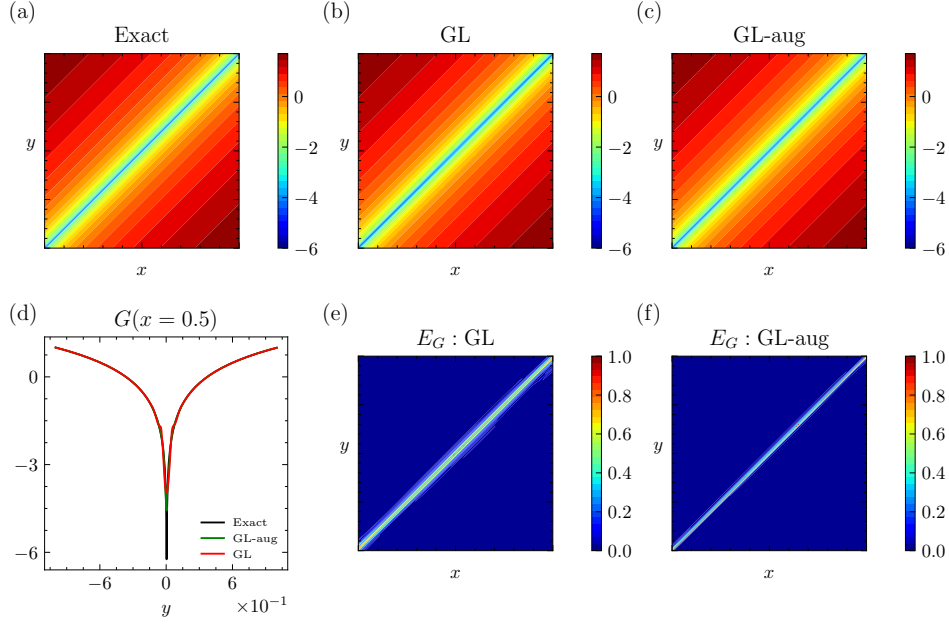 (a)
Exact
y
x
0
−2
−4
−6
(b)
GL
x
0
−2
−4
−6
(c)
GL-aug
y
x
0
−2
−4
−6
(d)
G(x = 0.5)
0
−3
−6
−6
0
6
×10⁻¹
y
Exact
GL-aug
GL
(e)
E_G : GL
y
x
1.0
0.8
0.6
0.4
0.2
0.0
(f)
E_G : GL-aug
y
x
1.0
0.8
0.6
0.4
0.2
0.0